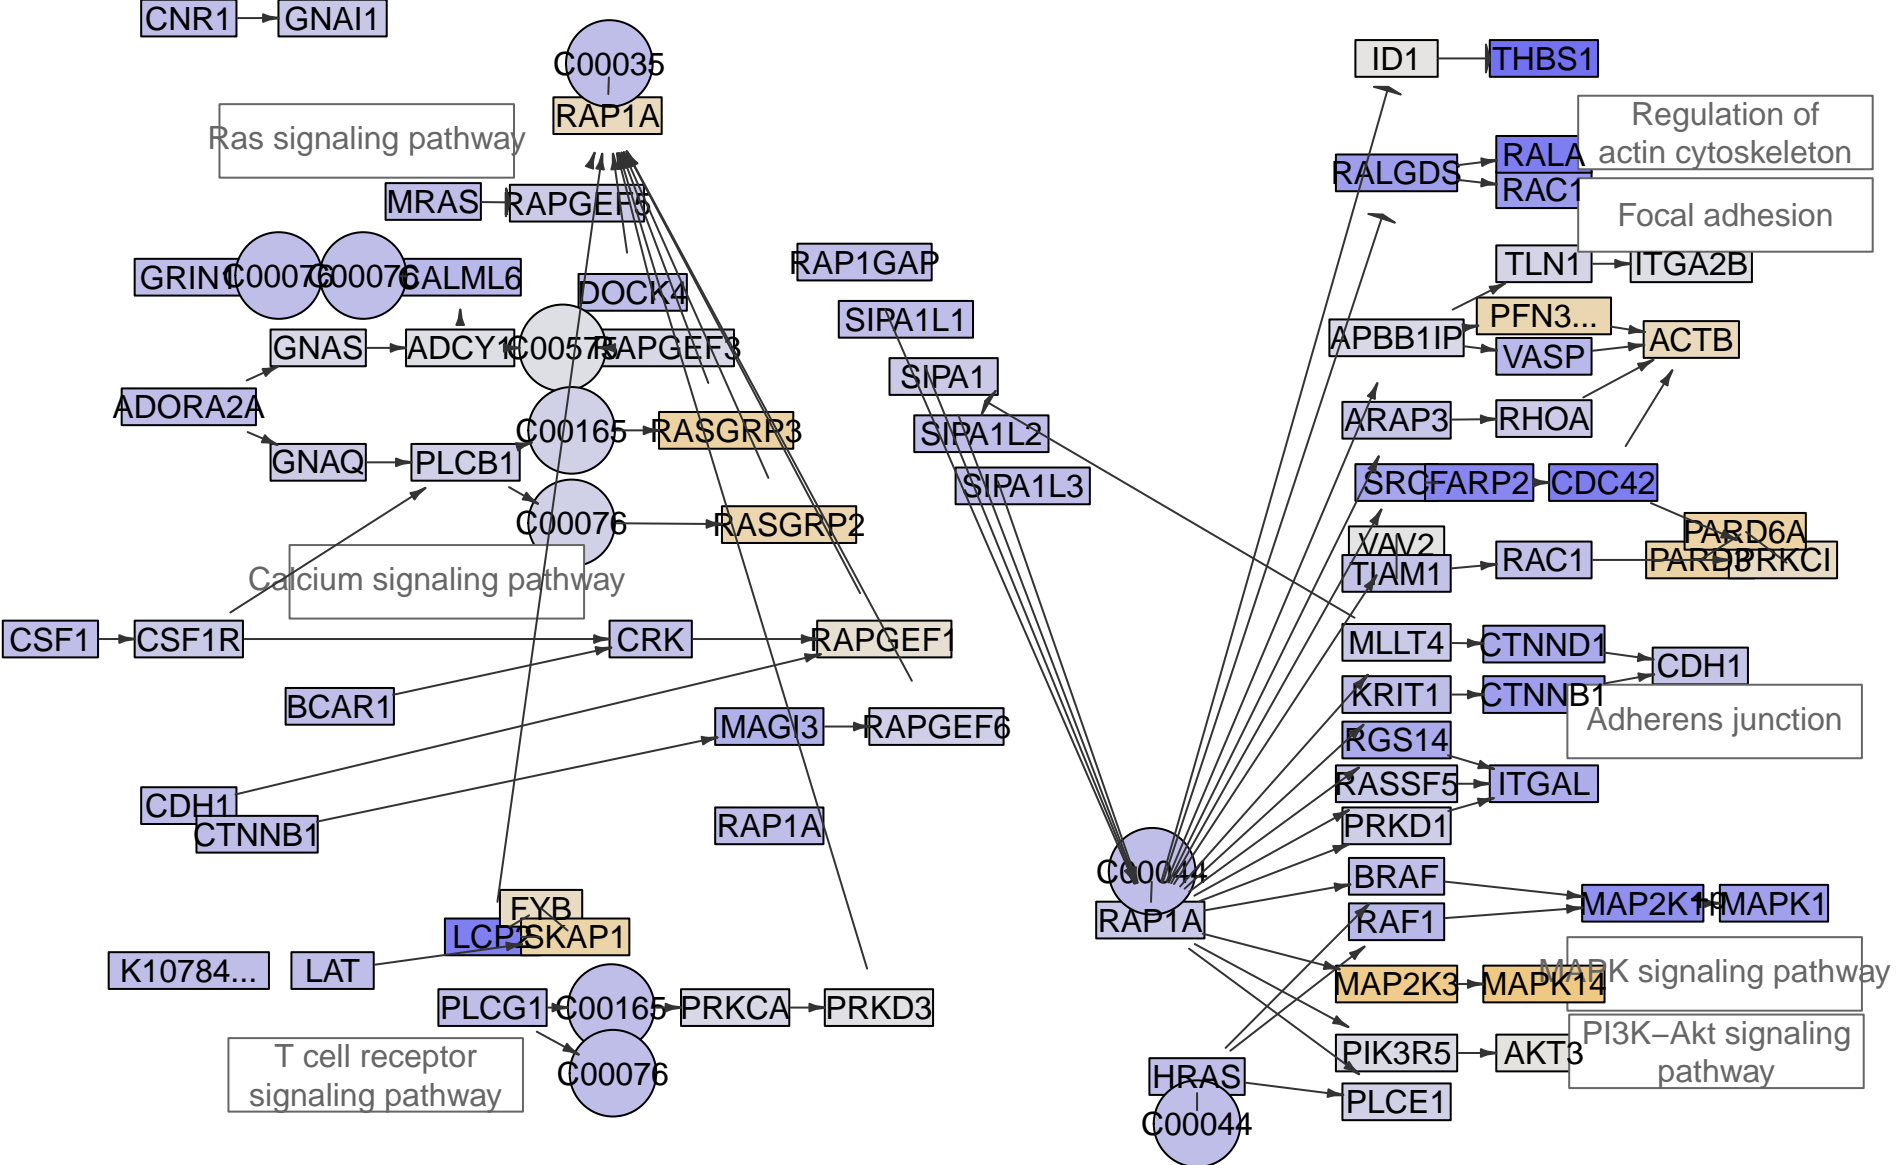 CNR1
GNAI1
C00035
RAP1A
Ras signaling pathway
MRAS
RAPGEF5
GRIN1
C00076
C00076
CALML6
DOCK4
GNAS
ADCY1
C00575
RAPGEF3
ADORA2A
GNAQ
PLCB1
C00165
RASGRP3
C00076
RASGRP2
Calcium signaling pathway
CSF1
CSF1R
CRK
RAPGEF1
BCAR1
MAGI3
RAPGEF6
CDH1
CTNNB1
RAP1A
FYB
LCP2
SKAP1
K10784...
LAT
PLCG1
C00165
PRKCA
PRKD3
C00076
T cell receptor
signaling pathway
RAP1GAP
SIPA1L1
SIPA1
SIPA1L2
SIPA1L3
C00044
RAP1A
HRAS
C00044
ID1
THBS1
Regulation of
actin cytoskeleton
RALGDS
RALA
RAC1
Focal adhesion
TLN1
ITGA2B
APBB1IP
PFN3...
VASP
ACTB
ARAP3
RHOA
SRC
FARP2
CDC42
VAV2
TIAM1
RAC1
PARD6A
PARD3
PRKCI
MLLT4
CTNND1
CDH1
KRIT1
CTNNB1
Adherens junction
RGS14
RASSF5
ITGAL
PRKD1
BRAF
RAF1
MAP2K1
+p
MAPK1
MAP2K3
MAPK14
MAPK signaling pathway
PIK3R5
AKT3
PI3K−Akt signaling
pathway
PLCE1